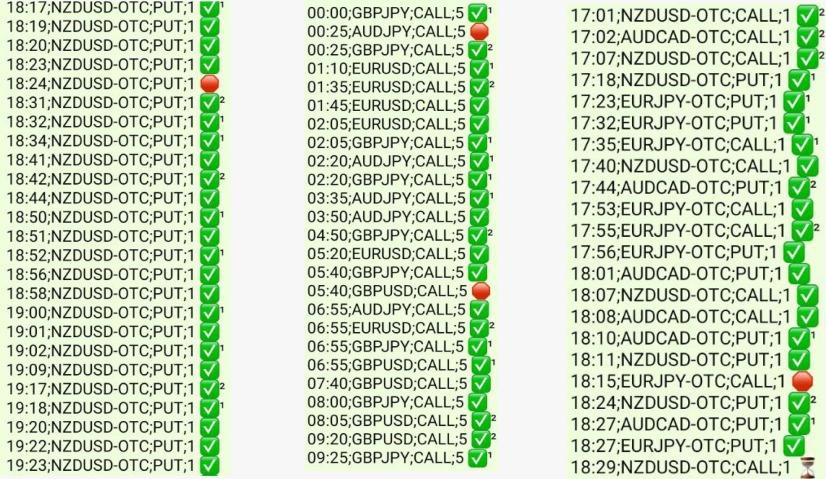 18:17;NZDUSD-OTC;PUT;1 ✅¹
18:19;NZDUSD-OTC;PUT;1 ✅
18:20;NZDUSD-OTC;PUT;1 ✅
18:23;NZDUSD-OTC;PUT;1 ✅
18:24;NZDUSD-OTC;PUT;1 🛑
18:31;NZDUSD-OTC;PUT;1 ✅²
18:32;NZDUSD-OTC;PUT;1 ✅¹
18:34;NZDUSD-OTC;PUT;1 ✅¹
18:41;NZDUSD-OTC;PUT;1 ✅
18:42;NZDUSD-OTC;PUT;1 ✅²
18:44;NZDUSD-OTC;PUT;1 ✅
18:50;NZDUSD-OTC;PUT;1 ✅¹
18:51;NZDUSD-OTC;PUT;1 ✅
18:52;NZDUSD-OTC;PUT;1 ✅¹
18:56;NZDUSD-OTC;PUT;1 ✅
18:58;NZDUSD-OTC;PUT;1 ✅
19:00;NZDUSD-OTC;PUT;1 ✅¹
19:01;NZDUSD-OTC;PUT;1 ✅
19:02;NZDUSD-OTC;PUT;1 ✅¹
19:09;NZDUSD-OTC;PUT;1 ✅
19:17;NZDUSD-OTC;PUT;1 ✅²
19:18;NZDUSD-OTC;PUT;1 ✅¹
19:20;NZDUSD-OTC;PUT;1 ✅
19:22;NZDUSD-OTC;PUT;1 ✅
19:23;NZDUSD-OTC;PUT;1 ✅
00:00;GBPJPY;CALL;5 ✅¹
00:25;AUDJPY;CALL;5 🛑
00:25;GBPJPY;CALL;5 ✅²
01:10;EURUSD;CALL;5 ✅¹
01:35;EURUSD;CALL;5 ✅²
01:45;EURUSD;CALL;5 ✅
02:05;EURUSD;CALL;5 ✅
02:05;GBPJPY;CALL;5 ✅¹
02:20;AUDJPY;CALL;5 ✅¹
02:20;GBPJPY;CALL;5 ✅¹
03:35;AUDJPY;CALL;5 ✅¹
03:50;AUDJPY;CALL;5 ✅
04:50;GBPJPY;CALL;5 ✅²
05:20;EURUSD;CALL;5 ✅
05:40;GBPJPY;CALL;5 ✅
05:40;GBPUSD;CALL;5 🛑
06:55;AUDJPY;CALL;5 ✅
06:55;EURUSD;CALL;5 ✅²
06:55;GBPJPY;CALL;5 ✅¹
06:55;GBPUSD;CALL;5 ✅¹
07:40;GBPUSD;CALL;5 ✅
08:00;GBPJPY;CALL;5 ✅
08:05;GBPUSD;CALL;5 ✅²
09:20;GBPUSD;CALL;5 ✅²
09:25;GBPJPY;CALL;5 ✅¹
17:01;NZDUSD-OTC;CALL;1 ✅²
17:02;AUDCAD-OTC;CALL;1 ✅²
17:07;NZDUSD-OTC;CALL;1 ✅²
17:18;NZDUSD-OTC;PUT;1 ✅¹
17:23;EURJPY-OTC;PUT;1 ✅¹
17:32;EURJPY-OTC;PUT;1 ✅¹
17:35;EURJPY-OTC;CALL;1 ✅¹
17:40;NZDUSD-OTC;CALL;1 ✅
17:44;AUDCAD-OTC;PUT;1 ✅²
17:53;EURJPY-OTC;CALL;1 ✅
17:55;EURJPY-OTC;CALL;1 ✅²
17:56;EURJPY-OTC;PUT;1 ✅
18:01;AUDCAD-OTC;PUT;1 ✅
18:07;NZDUSD-OTC;CALL;1 ✅
18:08;AUDCAD-OTC;CALL;1 ✅
18:10;AUDCAD-OTC;PUT;1 ✅¹
18:11;NZDUSD-OTC;PUT;1 ✅
18:15;EURJPY-OTC;CALL;1 🛑
18:24;NZDUSD-OTC;PUT;1 ✅²
18:27;AUDCAD-OTC;PUT;1 ✅¹
18:27;EURJPY-OTC;PUT;1 ✅
18:29;NZDUSD-OTC;CALL;1 ⌛